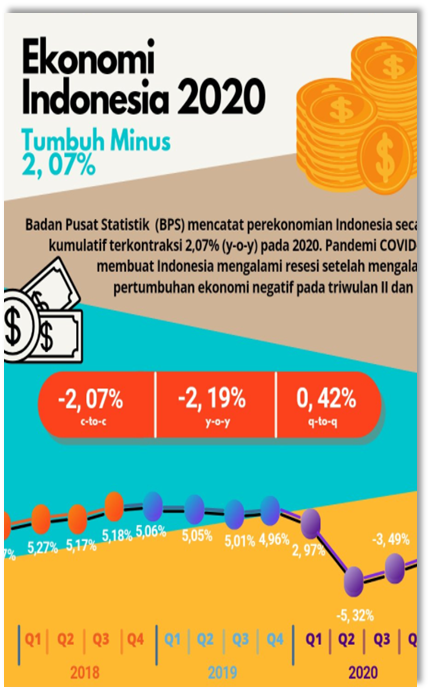 Ekonomi
Indonesia 2020
Tumbuh Minus
2, 07%
Badan Pusat Statistik (BPS) mencatat perekonomian Indonesia seca
kumulatif terkontraksi 2,07% (y-o-y) pada 2020. Pandemi COVID
membuat Indonesia mengalami resesi setelah mengala
pertumbuhan ekonomi negatif pada triwulan II dan
-2, 07% -2, 19% 0, 42%
c-to-c y-o-y q-to-q
7% 5,27% 5,17% 5,18% 5,06% 5,05% 5,01% 4,96% 2, 97% -3, 49%
-5, 32%
Q1 Q2 Q3 Q4 Q1 Q2 Q3 Q4 Q1 Q2 Q3 Q
2018 2019 2020